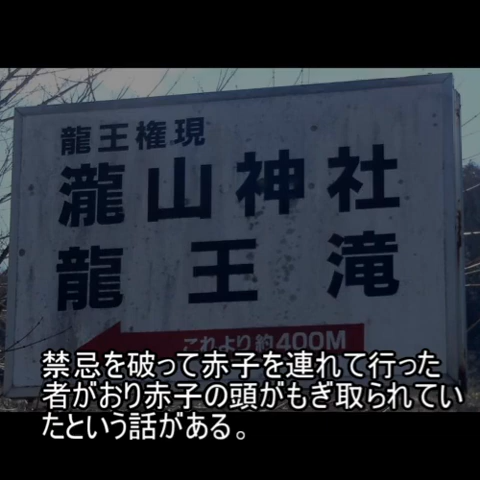 龍王権現
瀧山神社
龍王滝
これより約400M
禁忌を破って赤子を連れて行った
者がおり赤子の頭がもぎ取られてい
たという話がある。